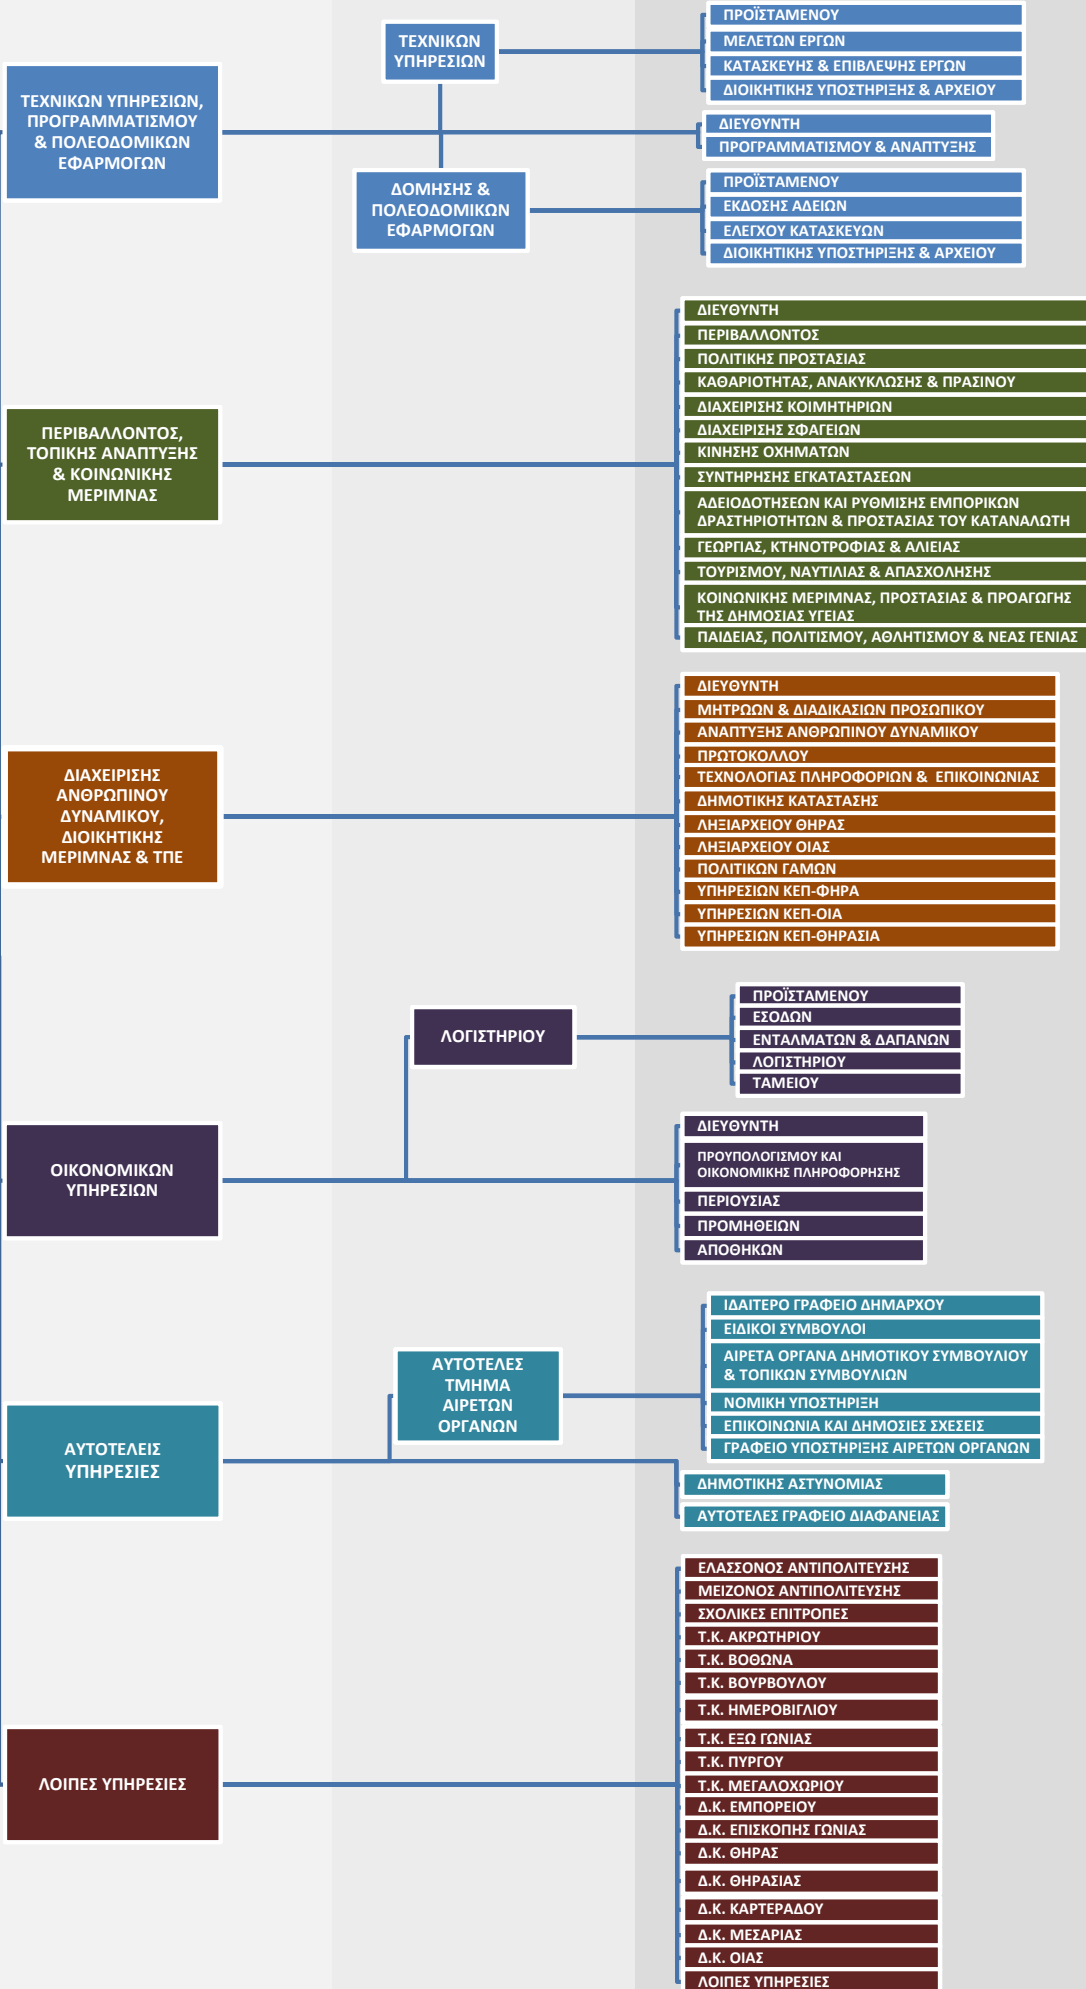 ΤΕΧΝΙΚΩΝ ΥΠΗΡΕΣΙΩΝ,
ΠΡΟΓΡΑΜΜΑΤΙΣΜΟΥ
& ΠΟΛΕΟΔΟΜΙΚΩΝ
ΕΦΑΡΜΟΓΩΝ
ΤΕΧΝΙΚΩΝ
ΥΠΗΡΕΣΙΩΝ
ΠΡΟΪΣΤΑΜΕΝΟΥ
ΜΕΛΕΤΩΝ ΕΡΓΩΝ
ΚΑΤΑΣΚΕΥΗΣ & ΕΠΙΒΛΕΨΗΣ ΕΡΓΩΝ
ΔΙΟΙΚΗΤΙΚΗΣ ΥΠΟΣΤΗΡΙΞΗΣ & ΑΡΧΕΙΟΥ
ΔΙΕΥΘΥΝΤΗ
ΠΡΟΓΡΑΜΜΑΤΙΣΜΟΥ & ΑΝΑΠΤΥΞΗΣ
ΔΟΜΗΣΗΣ &
ΠΟΛΕΟΔΟΜΙΚΩΝ
ΕΦΑΡΜΟΓΩΝ
ΠΡΟΪΣΤΑΜΕΝΟΥ
ΕΚΔΟΣΗΣ ΑΔΕΙΩΝ
ΕΛΕΓΧΟΥ ΚΑΤΑΣΚΕΥΩΝ
ΔΙΟΙΚΗΤΙΚΗΣ ΥΠΟΣΤΗΡΙΞΗΣ & ΑΡΧΕΙΟΥ
ΠΕΡΙΒΑΛΛΟΝΤΟΣ,
ΤΟΠΙΚΗΣ ΑΝΑΠΤΥΞΗΣ
& ΚΟΙΝΩΝΙΚΗΣ
ΜΕΡΙΜΝΑΣ
ΔΙΕΥΘΥΝΤΗ
ΠΕΡΙΒΑΛΛΟΝΤΟΣ
ΠΟΛΙΤΙΚΗΣ ΠΡΟΣΤΑΣΙΑΣ
ΚΑΘΑΡΙΟΤΗΤΑΣ, ΑΝΑΚΥΚΛΩΣΗΣ & ΠΡΑΣΙΝΟΥ
ΔΙΑΧΕΙΡΙΣΗΣ ΚΟΙΜΗΤΗΡΙΩΝ
ΔΙΑΧΕΙΡΙΣΗΣ ΣΦΑΓΕΙΩΝ
ΚΙΝΗΣΗΣ ΟΧΗΜΑΤΩΝ
ΣΥΝΤΗΡΗΣΗΣ ΕΓΚΑΤΑΣΤΑΣΕΩΝ
ΑΔΕΙΟΔΟΤΗΣΕΩΝ ΚΑΙ ΡΥΘΜΙΣΗΣ ΕΜΠΟΡΙΚΩΝ
ΔΡΑΣΤΗΡΙΟΤΗΤΩΝ & ΠΡΟΣΤΑΣΙΑΣ ΤΟΥ ΚΑΤΑΝΑΛΩΤΗ
ΓΕΩΡΓΙΑΣ, ΚΤΗΝΟΤΡΟΦΙΑΣ & ΑΛΙΕΙΑΣ
ΤΟΥΡΙΣΜΟΥ, ΝΑΥΤΙΛΙΑΣ & ΑΠΑΣΧΟΛΗΣΗΣ
ΚΟΙΝΩΝΙΚΗΣ ΜΕΡΙΜΝΑΣ, ΠΡΟΣΤΑΣΙΑΣ & ΠΡΟΑΓΩΓΗΣ
ΤΗΣ ΔΗΜΟΣΙΑΣ ΥΓΕΙΑΣ
ΠΑΙΔΕΙΑΣ, ΠΟΛΙΤΙΣΜΟΥ, ΑΘΛΗΤΙΣΜΟΥ & ΝΕΑΣ ΓΕΝΙΑΣ
ΔΙΑΧΕΙΡΙΣΗΣ
ΑΝΘΡΩΠΙΝΟΥ
ΔΥΝΑΜΙΚΟΥ,
ΔΙΟΙΚΗΤΙΚΗΣ
ΜΕΡΙΜΝΑΣ & ΤΠΕ
ΔΙΕΥΘΥΝΤΗ
ΜΗΤΡΩΩΝ & ΔΙΑΔΙΚΑΣΙΩΝ ΠΡΟΣΩΠΙΚΟΥ
ΑΝΑΠΤΥΞΗΣ ΑΝΘΡΩΠΙΝΟΥ ΔΥΝΑΜΙΚΟΥ
ΠΡΩΤΟΚΟΛΛΟΥ
ΤΕΧΝΟΛΟΓΙΑΣ ΠΛΗΡΟΦΟΡΙΩΝ & ΕΠΙΚΟΙΝΩΝΙΑΣ
ΔΗΜΟΤΙΚΗΣ ΚΑΤΑΣΤΑΣΗΣ
ΛΗΞΙΑΡΧΕΙΟΥ ΘΗΡΑΣ
ΛΗΞΙΑΡΧΕΙΟΥ ΟΙΑΣ
ΠΟΛΙΤΙΚΩΝ ΓΑΜΩΝ
ΥΠΗΡΕΣΙΩΝ ΚΕΠ-ΦΗΡΑ
ΥΠΗΡΕΣΙΩΝ ΚΕΠ-ΟΙΑ
ΥΠΗΡΕΣΙΩΝ ΚΕΠ-ΘΗΡΑΣΙΑ
ΟΙΚΟΝΟΜΙΚΩΝ
ΥΠΗΡΕΣΙΩΝ
ΛΟΓΙΣΤΗΡΙΟΥ
ΠΡΟΪΣΤΑΜΕΝΟΥ
ΕΣΟΔΩΝ
ΕΝΤΑΛΜΑΤΩΝ & ΔΑΠΑΝΩΝ
ΛΟΓΙΣΤΗΡΙΟΥ
ΤΑΜΕΙΟΥ
ΔΙΕΥΘΥΝΤΗ
ΠΡΟΥΠΟΛΟΓΙΣΜΟΥ ΚΑΙ
ΟΙΚΟΝΟΜΙΚΗΣ ΠΛΗΡΟΦΟΡΗΣΗΣ
ΠΕΡΙΟΥΣΙΑΣ
ΠΡΟΜΗΘΕΙΩΝ
ΑΠΟΘΗΚΩΝ
ΑΥΤΟΤΕΛΕΙΣ
ΥΠΗΡΕΣΙΕΣ
ΑΥΤΟΤΕΛΕΣ
ΤΜΗΜΑ
ΑΙΡΕΤΩΝ
ΟΡΓΑΝΩΝ
ΙΔΑΙΤΕΡΟ ΓΡΑΦΕΙΟ ΔΗΜΑΡΧΟΥ
ΕΙΔΙΚΟΙ ΣΥΜΒΟΥΛΟΙ
ΑΙΡΕΤΑ ΟΡΓΑΝΑ ΔΗΜΟΤΙΚΟΥ ΣΥΜΒΟΥΛΙΟΥ
& ΤΟΠΙΚΩΝ ΣΥΜΒΟΥΛΙΩΝ
ΝΟΜΙΚΗ ΥΠΟΣΤΗΡΙΞΗ
ΕΠΙΚΟΙΝΩΝΙΑ ΚΑΙ ΔΗΜΟΣΙΕΣ ΣΧΕΣΕΙΣ
ΓΡΑΦΕΙΟ ΥΠΟΣΤΗΡΙΞΗΣ ΑΙΡΕΤΩΝ ΟΡΓΑΝΩΝ
ΔΗΜΟΤΙΚΗΣ ΑΣΤΥΝΟΜΙΑΣ
ΑΥΤΟΤΕΛΕΣ ΓΡΑΦΕΙΟ ΔΙΑΦΑΝΕΙΑΣ
ΛΟΙΠΕΣ ΥΠΗΡΕΣΙΕΣ
ΕΛΑΣΣΟΝΟΣ ΑΝΤΙΠΟΛΙΤΕΥΣΗΣ
ΜΕΙΖΟΝΟΣ ΑΝΤΙΠΟΛΙΤΕΥΣΗΣ
ΣΧΟΛΙΚΕΣ ΕΠΙΤΡΟΠΕΣ
Τ.Κ. ΑΚΡΩΤΗΡΙΟΥ
Τ.Κ. ΒΟΘΩΝΑ
Τ.Κ. ΒΟΥΡΒΟΥΛΟΥ
Τ.Κ. ΗΜΕΡΟΒΙΓΛΙΟΥ
Τ.Κ. ΕΞΩ ΓΩΝΙΑΣ
Τ.Κ. ΠΥΡΓΟΥ
Τ.Κ. ΜΕΓΑΛΟΧΩΡΙΟΥ
Δ.Κ. ΕΜΠΟΡΕΙΟΥ
Δ.Κ. ΕΠΙΣΚΟΠΗΣ ΓΩΝΙΑΣ
Δ.Κ. ΘΗΡΑΣ
Δ.Κ. ΘΗΡΑΣΙΑΣ
Δ.Κ. ΚΑΡΤΕΡΑΔΟΥ
Δ.Κ. ΜΕΣΑΡΙΑΣ
Δ.Κ. ΟΙΑΣ
ΛΟΙΠΕΣ ΥΠΗΡΕΣΙΕΣ